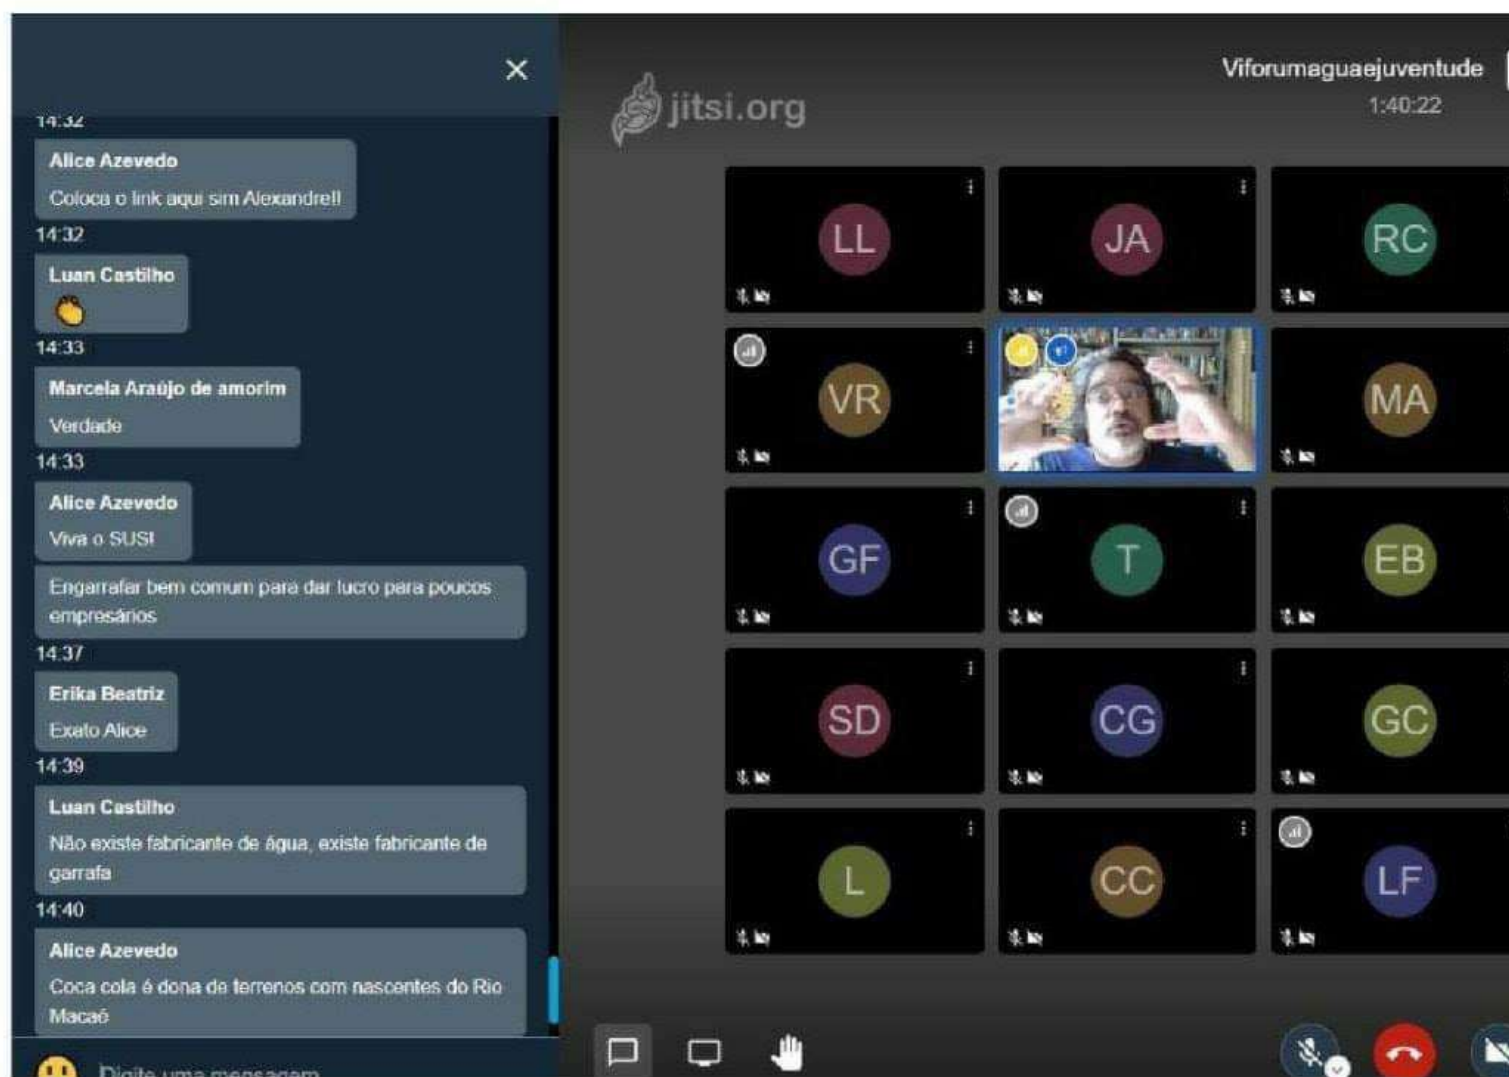 14:32
Alice Azevedo
Coloca o link aqui sim Alexandre!!
14:32
Luan Castilho
14:33
Marcela Araújo de amorim
Verdade
14:33
Alice Azevedo
Viva o SUS!
Engarrafar bem comum para dar lucro para poucos
empresários
14:37
Erika Beatriz
Exato Alice
14:39
Luan Castilho
Não existe fabricante de água, existe fabricante de
garrafa
14:40
Alice Azevedo
Coca cola é dona de terrenos com nascentes do Rio
Macaé
Digite uma mensagem
jitsi.org
Viforumaguaejuventude
1:40:22
LL
JA
RC
VR
MA
GF
T
EB
SD
CG
GC
L
CC
LF